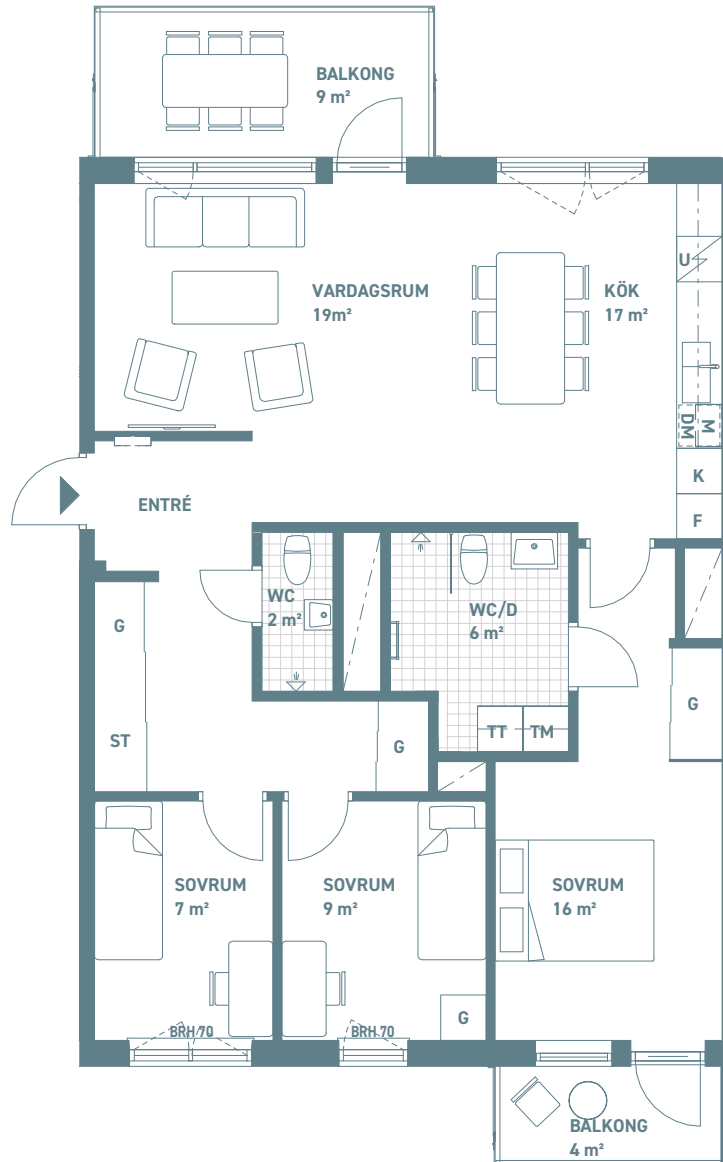 BALKONG
9 m²
U
VARDAGSRUM
19m²
KÖK
17 m²
DM
M
K
F
ENTRÉ
WC
2 m²
WC/D
6 m²
G
ST
G
TT
TM
G
SOVRUM
7 m²
SOVRUM
9 m²
SOVRUM
16 m²
G
BRH 70
BRH 70
BALKONG
4 m²